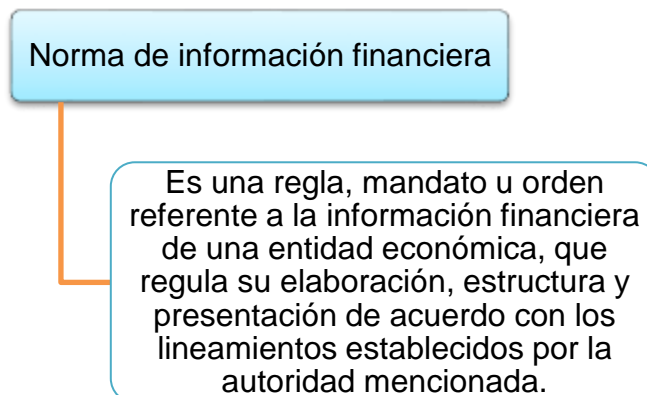 Norma de información financiera
Es una regla, mandato u orden
referente a la información financiera
de una entidad económica, que
regula su elaboración, estructura y
presentación de acuerdo con los
lineamientos establecidos por la
autoridad mencionada.